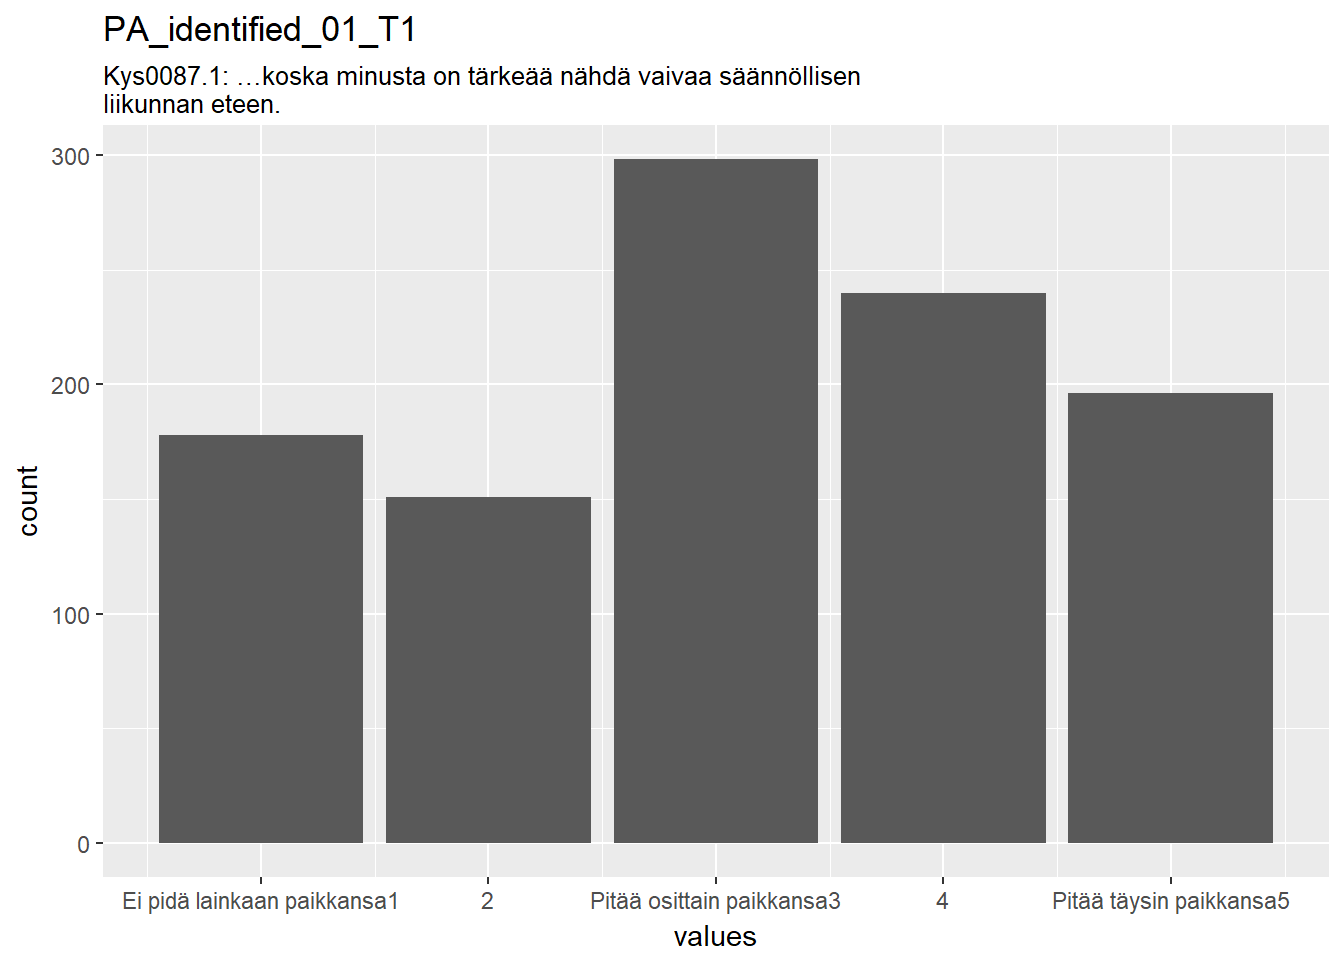 PA_identified_01_T1
Kys0087.1: …koska minusta on tärkeää nähdä vaivaa säännöllisen
liikunnan eteen.
300
200
100
0
count
Ei pidä lainkaan paikkansa1 2 Pitää osittain paikkansa3 4 Pitää täysin paikkansa5
values